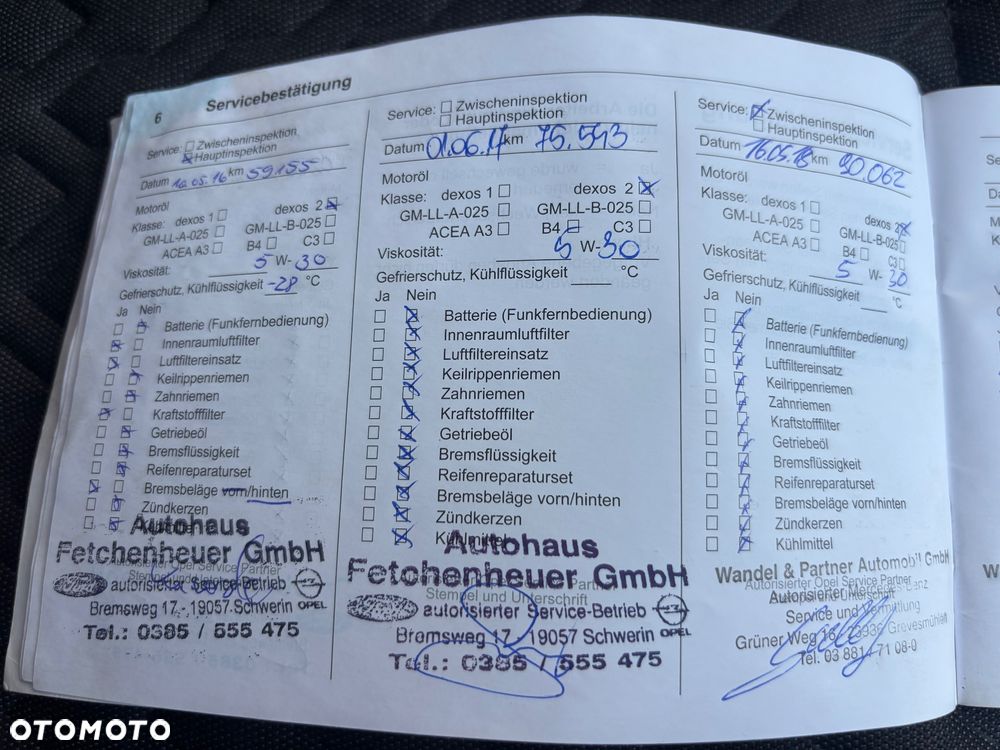 6 Servicebestätigung
Service: Zwischeninspektion
Hauptinspektion
Datum 10.05.16 km 59155
Motoröl
Klasse: dexos 1 dexos 2
GM-LL-A-025 GM-LL-B-025
ACEA A3 B4 C3
Viskosität: 5 W- 30
Gefrierschutz, Kühlflüssigkeit -28 °C
Ja Nein
Batterie (Funkfernbedienung)
Innenraumluftfilter
Luftfiltereinsatz
Keilrippenriemen
Zahnriemen
Kraftstofffilter
Getriebeöl
Bremsflüssigkeit
Reifenreparaturset
Bremsbeläge vorn/hinten
Zündkerzen
Autohaus
Fetchenheuer GmbH
autorisierter Service-Betrieb
Bremsweg 17 - 19057 Schwerin OPEL
Tel.: 0385 / 555 475
Service: Zwischeninspektion
Hauptinspektion
Datum 01.06.17 km 75.593
Motoröl
Klasse: dexos 1 dexos 2
GM-LL-A-025 GM-LL-B-025
ACEA A3 B4 C3
Viskosität: 5 W- 30
Gefrierschutz, Kühlflüssigkeit °C
Ja Nein
Batterie (Funkfernbedienung)
Innenraumluftfilter
Luftfiltereinsatz
Keilrippenriemen
Zahnriemen
Kraftstofffilter
Getriebeöl
Bremsflüssigkeit
Reifenreparaturset
Bremsbeläge vorn/hinten
Zündkerzen
Kühlmittel
Autohaus
Fetchenheuer GmbH
Stempel und Unterschrift
autorisierter Service-Betrieb
Bremsweg 17 - 19057 Schwerin OPEL
Tel.: 0385 / 555 475
Service: Zwischeninspektion
Hauptinspektion
Datum 16.05.18 km 90.062
Motoröl
Klasse: dexos 1 dexos 2
GM-LL-A-025 GM-LL-B-025
ACEA A3 B4 C3
Viskosität: 5 W- 30
Gefrierschutz, Kühlflüssigkeit °C
Ja Nein
Batterie (Funkfernbedienung)
Innenraumluftfilter
Luftfiltereinsatz
Keilrippenriemen
Zahnriemen
Kraftstofffilter
Getriebeöl
Bremsflüssigkeit
Reifenreparaturset
Bremsbeläge vorn/hinten
Zündkerzen
Kühlmittel
Wandel & Partner Automobil GmbH
Autorisierter Opel Service Partner
Autorisierter Mercedes-Benz
Service und Vermittlung
Grüner Weg 16, 23936 Grevesmühlen
Tel. 03 881 / 71 08-0
OTOMOTO